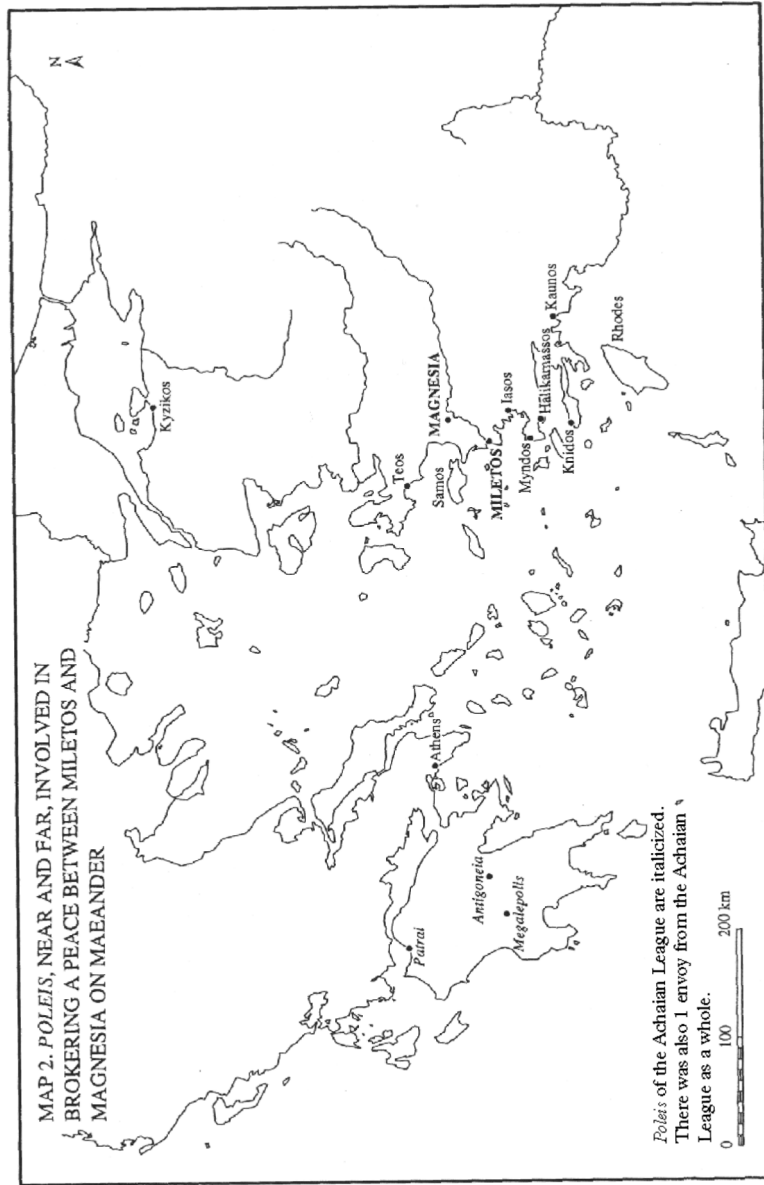 MAP 2. POLEIS, NEAR AND FAR, INVOLVED IN
BROKERING A PEACE BETWEEN MILETOS AND
MAGNESIA ON MAEANDER
N
Kyzikos
Teos
MAGNESIA
Samos
MILETOS
Iasos
Myndos
Halikarnassos
Kaunos
Knidos
Rhodes
Athens
Patrai
Antigoneia
Megalepolis
Poleis of the Achaian League are italicized.
There was also 1 envoy from the Achaian
League as a whole.
0 100 200 km